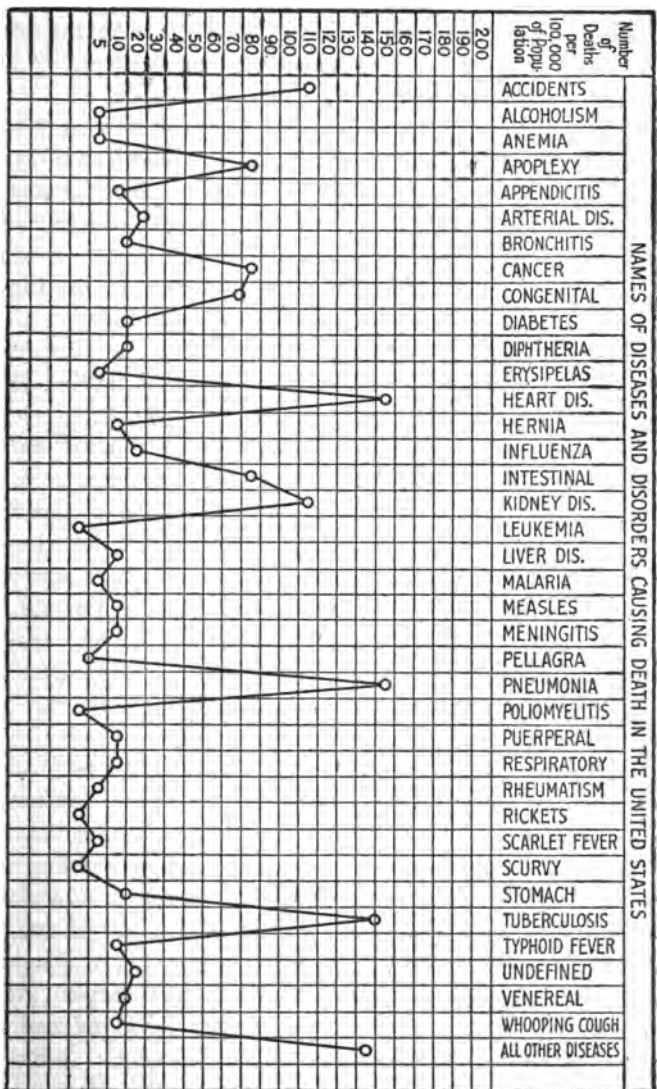 NAMES OF DISEASES AND DISORDERS CAUSING DEATH IN THE UNITED STATES
Number
of
Deaths
per
100,000
of Popu-
lation
5
10
20
30
40
50
60
70
80
90
100
110
120
130
140
150
160
170
180
190
200
ACCIDENTS
ALCOHOLISM
ANEMIA
APOPLEXY
APPENDICITIS
ARTERIAL DIS.
BRONCHITIS
CANCER
CONGENITAL
DIABETES
DIPHTHERIA
ERYSIPELAS
HEART DIS.
HERNIA
INFLUENZA
INTESTINAL
KIDNEY DIS.
LEUKEMIA
LIVER DIS.
MALARIA
MEASLES
MENINGITIS
PELLAGRA
PNEUMONIA
POLIOMYELITIS
PUERPERAL
RESPIRATORY
RHEUMATISM
RICKETS
SCARLET FEVER
SCURVY
STOMACH
TUBERCULOSIS
TYPHOID FEVER
UNDEFINED
VENEREAL
WHOOPING COUGH
ALL OTHER DISEASES